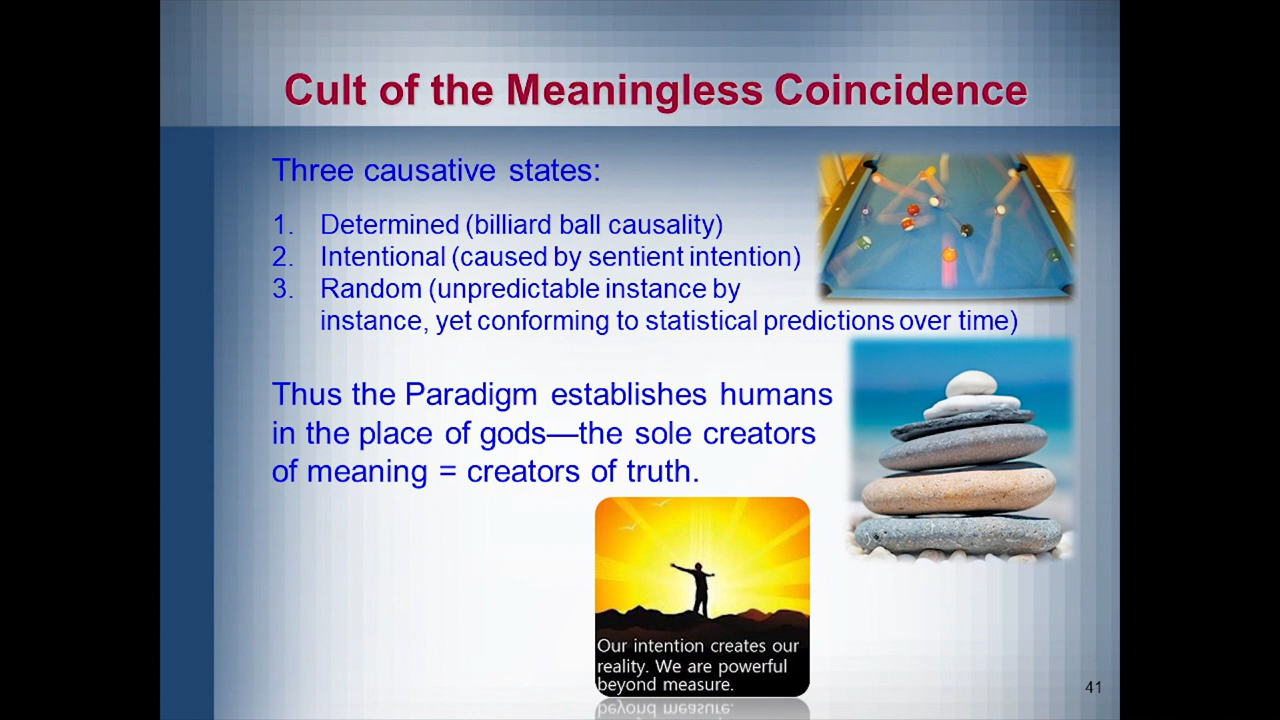 Cult of the Meaningless Coincidence
Three causative states:
1. Determined (billiard ball causality)
2. Intentional (caused by sentient intention)
3. Random (unpredictable instance by
instance, yet conforming to statistical predictions over time)
Thus the Paradigm establishes humans
in the place of gods—the sole creators
of meaning = creators of truth.
Our intention creates our
reality. We are powerful
beyond measure.
41